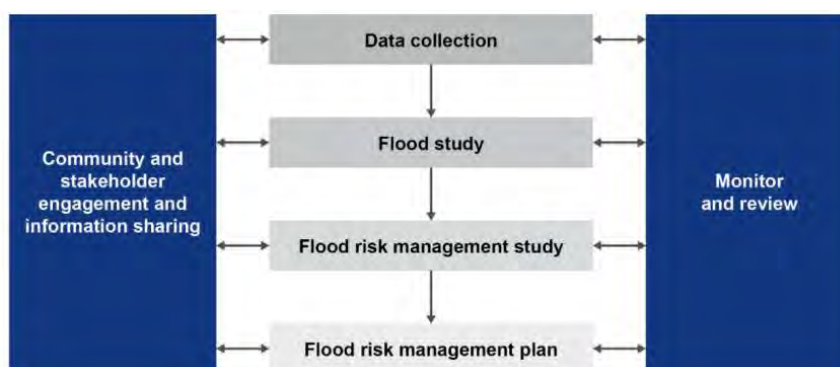 Data collection
Flood study
Community and
stakeholder
engagement and
information sharing
Monitor
and review
Flood risk management study
Flood risk management plan